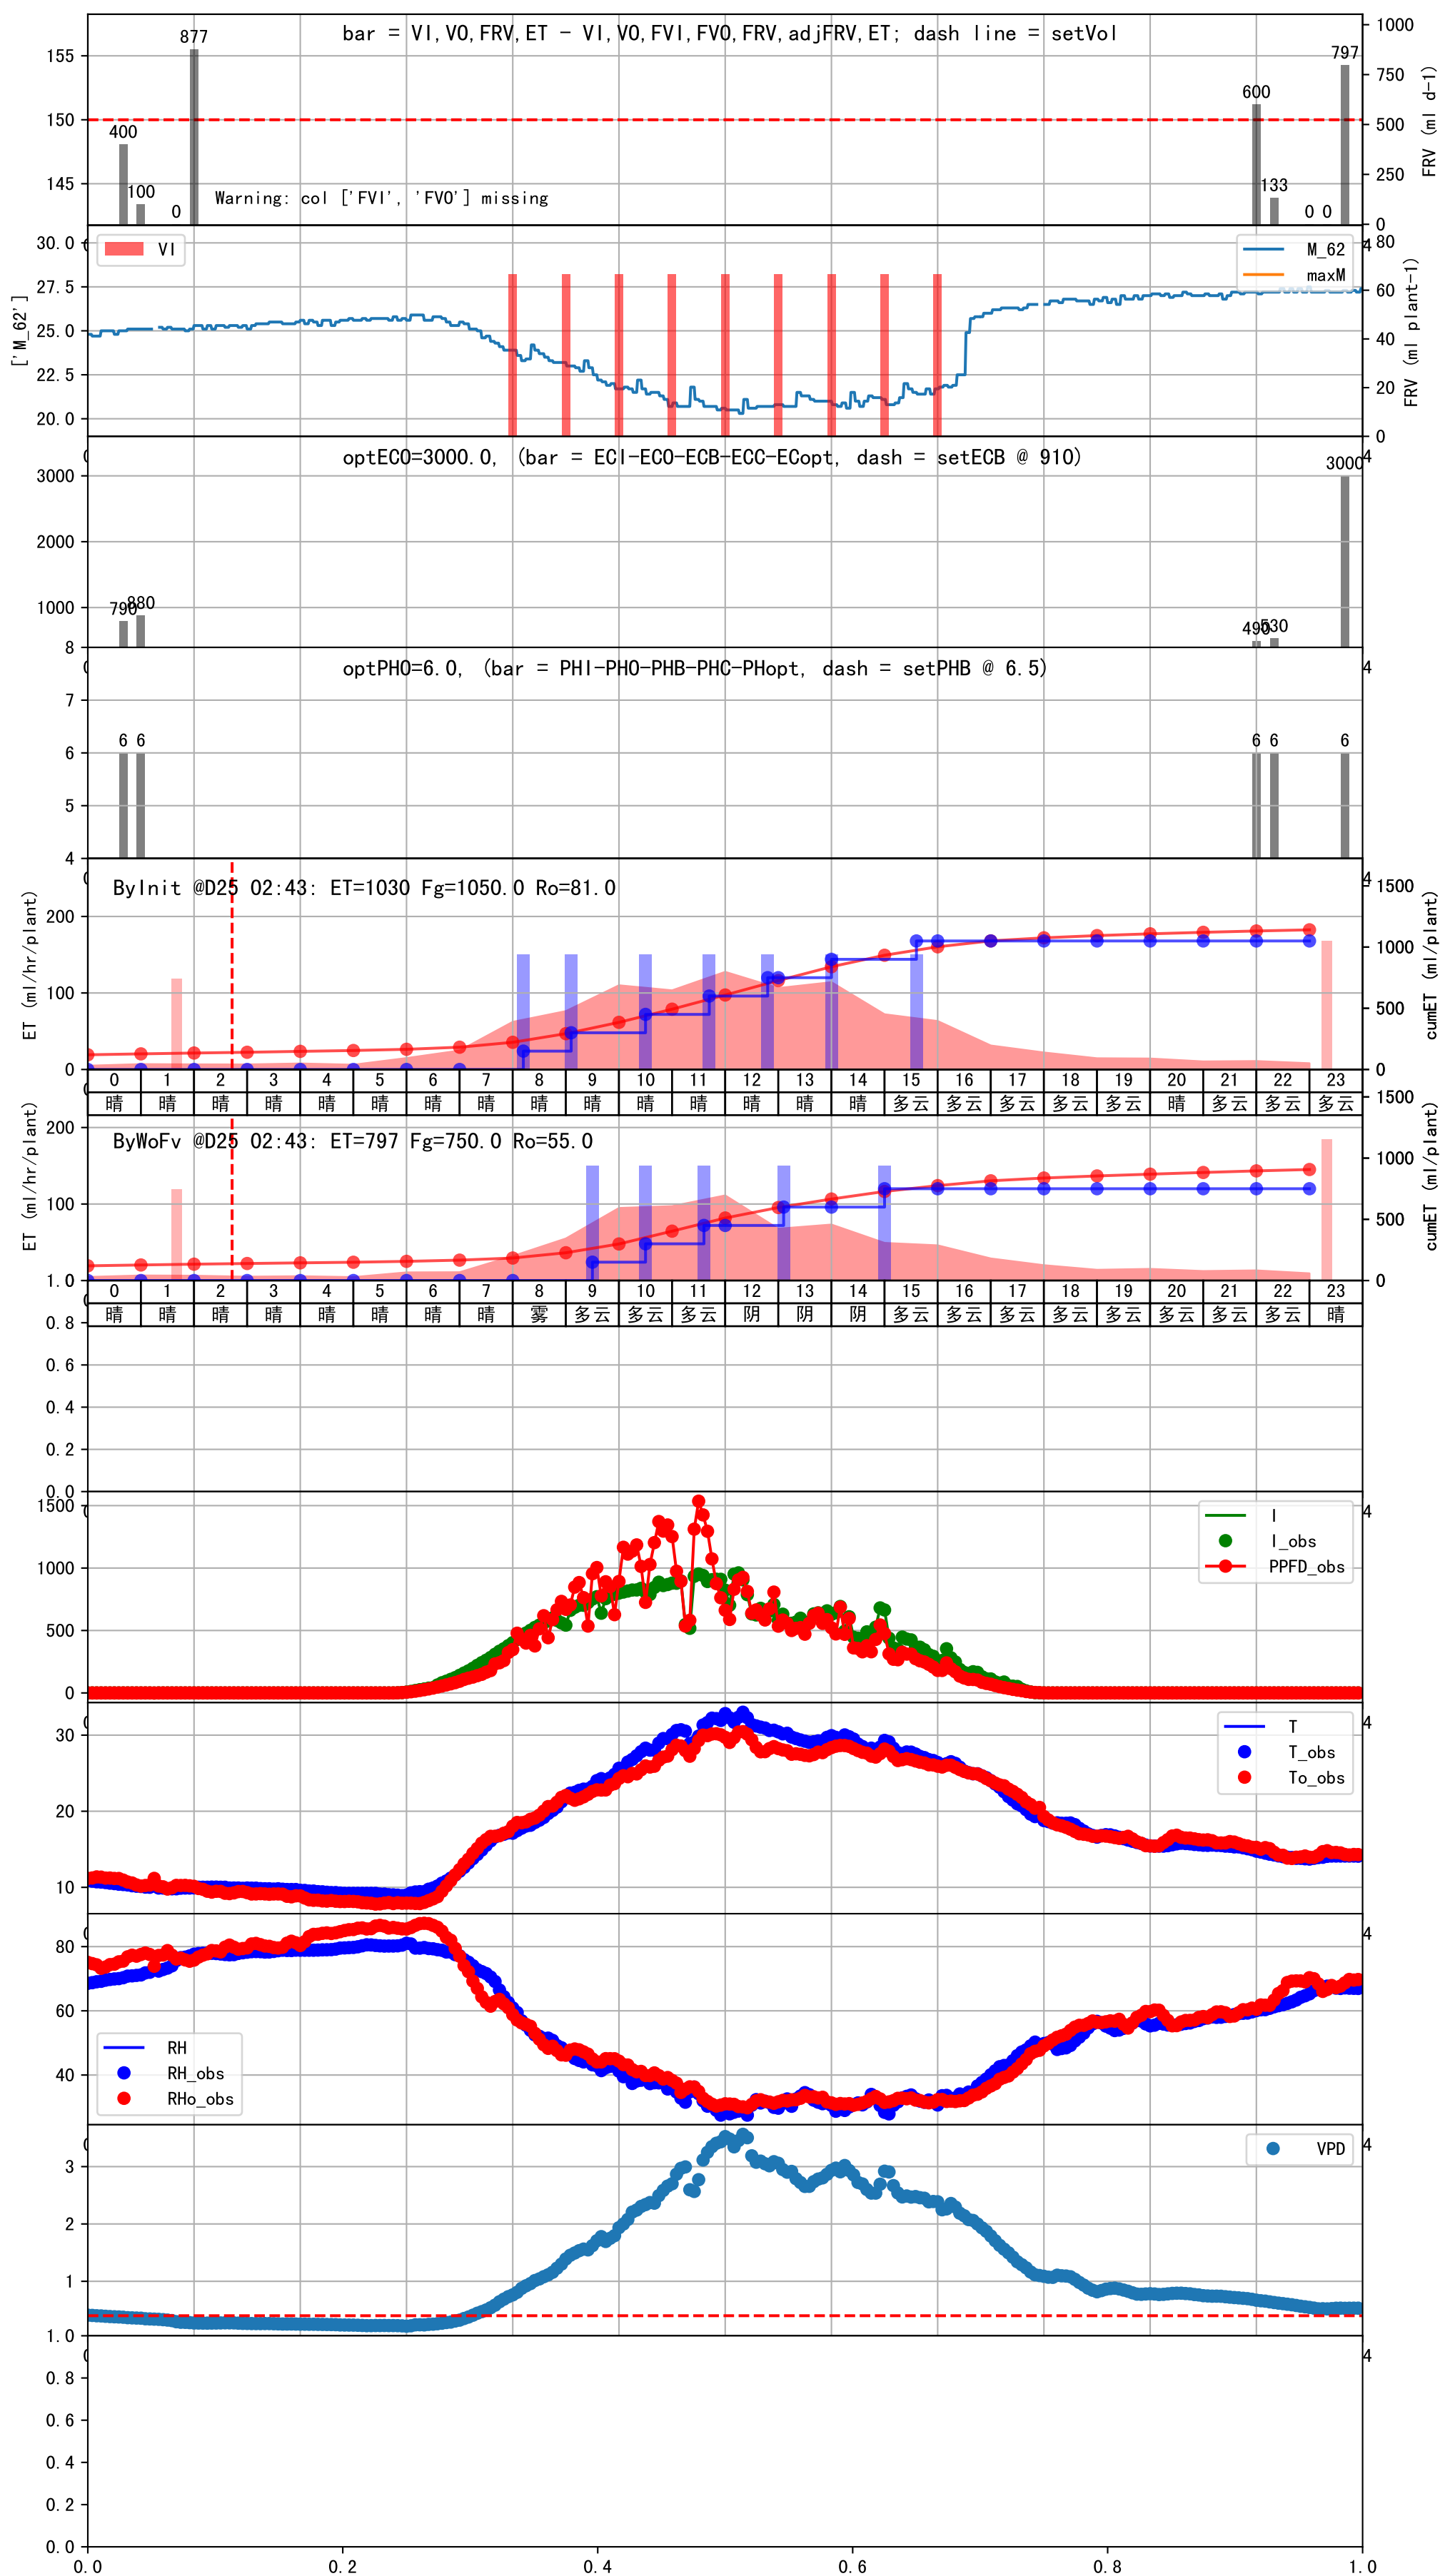 877
bar = VI,VO,FRV,ET - VI,VO,FVI,FVO,FRV,adjFRV,ET; dash line = setVol
1000
155
797
750
600
150
400
500
FRV (ml d-1)
145
100
0
Warning: col ['FVI', 'FVO'] missing
133
0 0
250
0
30.0
VI
M_62
maxM
80
27.5
60
['M_62']
25.0
40
FRV (ml plant-1)
22.5
20
20.0
0
optECO=3000.0, (bar = ECI-ECO-ECB-ECC-ECopt, dash = setECB @ 910)
3000
4
3000
2000
1000
790
880
490
530
8
optPHO=6.0, (bar = PHI-PHO-PHB-PHC-PHopt, dash = setPHB @ 6.5)
4
7
6
6 6
6 6
6
5
4
ByInit @D25 02:43: ET=1030 Fg=1050.0 Ro=81.0
1500
200
1000
ET (ml/hr/plant)
100
500
cumET (ml/plant)
0
0
0 1 2 3 4 5 6 7 8 9 10 11 12 13 14 15 16 17 18 19 20 21 22 23
晴 晴 晴 晴 晴 晴 晴 晴 晴 晴 晴 晴 晴 晴 晴 多云 多云 多云 多云 多云 晴 多云 多云 多云
1500
200
ByWoFv @D25 02:43: ET=797 Fg=750.0 Ro=55.0
1000
ET (ml/hr/plant)
100
500
cumET (ml/plant)
1.0
0
0 1 2 3 4 5 6 7 8 9 10 11 12 13 14 15 16 17 18 19 20 21 22 23
晴 晴 晴 晴 晴 晴 晴 晴 雾 多云 多云 多云 阴 阴 阴 多云 多云 多云 多云 多云 多云 多云 多云 晴
0.8
0.6
0.4
0.2
0.0
1500
I
I_obs
PPFD_obs
4
1000
500
0
T
T_obs
To_obs
4
30
20
10
4
80
60
40
RH
RH_obs
RHo_obs
VPD
4
3
2
1
1.0
4
0.8
0.6
0.4
0.2
0.0
0.0 0.2 0.4 0.6 0.8 1.0